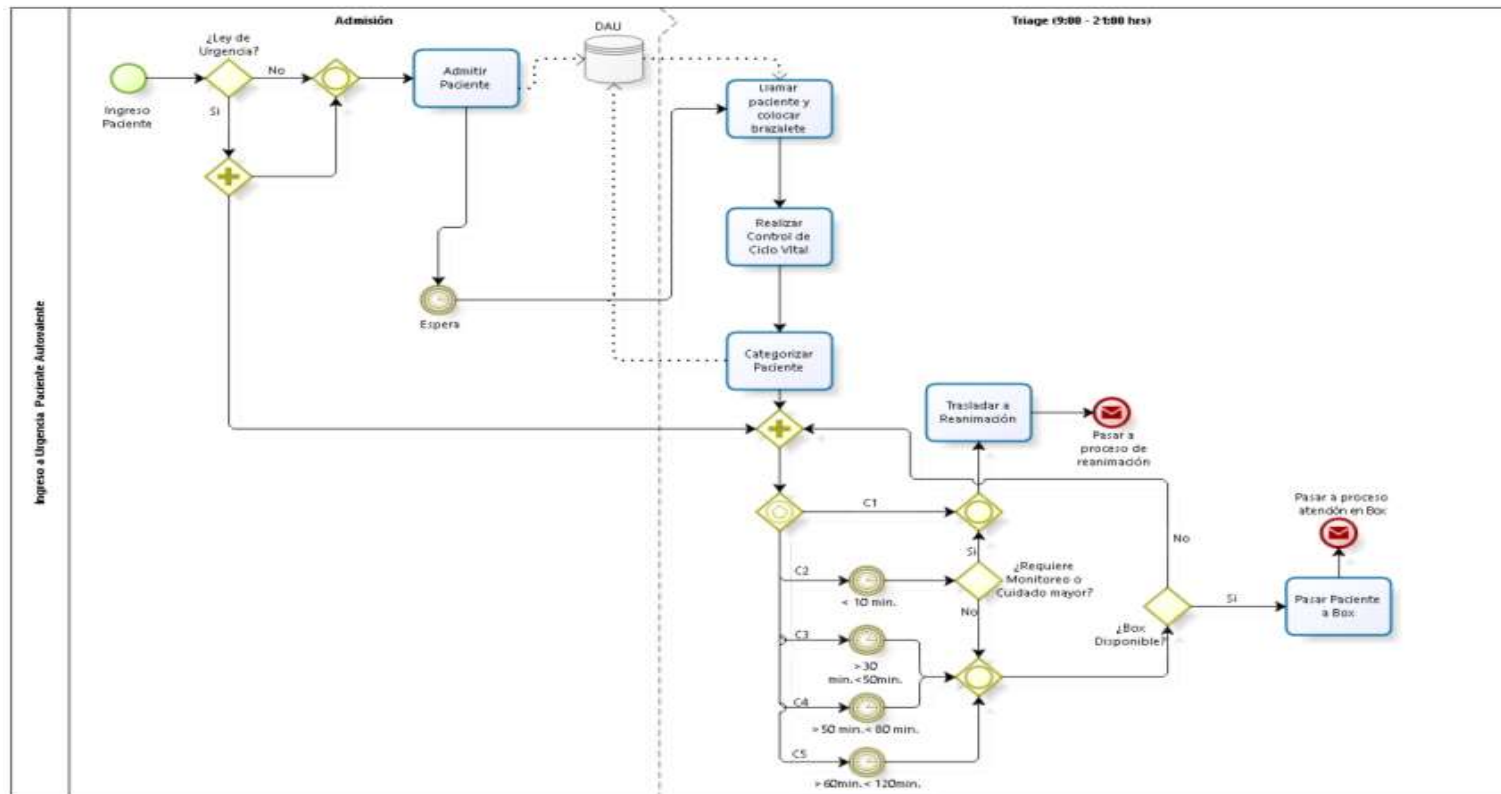 Admisión
Triage (9:00 - 21:00 hrs)
Ingreso a Urgencia Paciente Autovalente
¿Ley de
Urgencia?
No
Si
Ingreso
Paciente
Admitir
Paciente
DAU
Espera
Llamar
paciente y
colocar
brazalete
Realizar
Control de
Ciclo Vital
Categorizar
Paciente
Trasladar a
Reanimación
Pasar a
proceso de
reanimación
C1
Si
C2
< 10 min.
¿Requiere
Monitoreo o
Cuidado mayor?
No
C3
>30
min.<50min.
C4
>50 min.< 80 min.
C5
>60min.< 120min.
¿Box
Disponible?
No
Si
Pasar a proceso
atendón en Box
Pasar Paciente
a Box